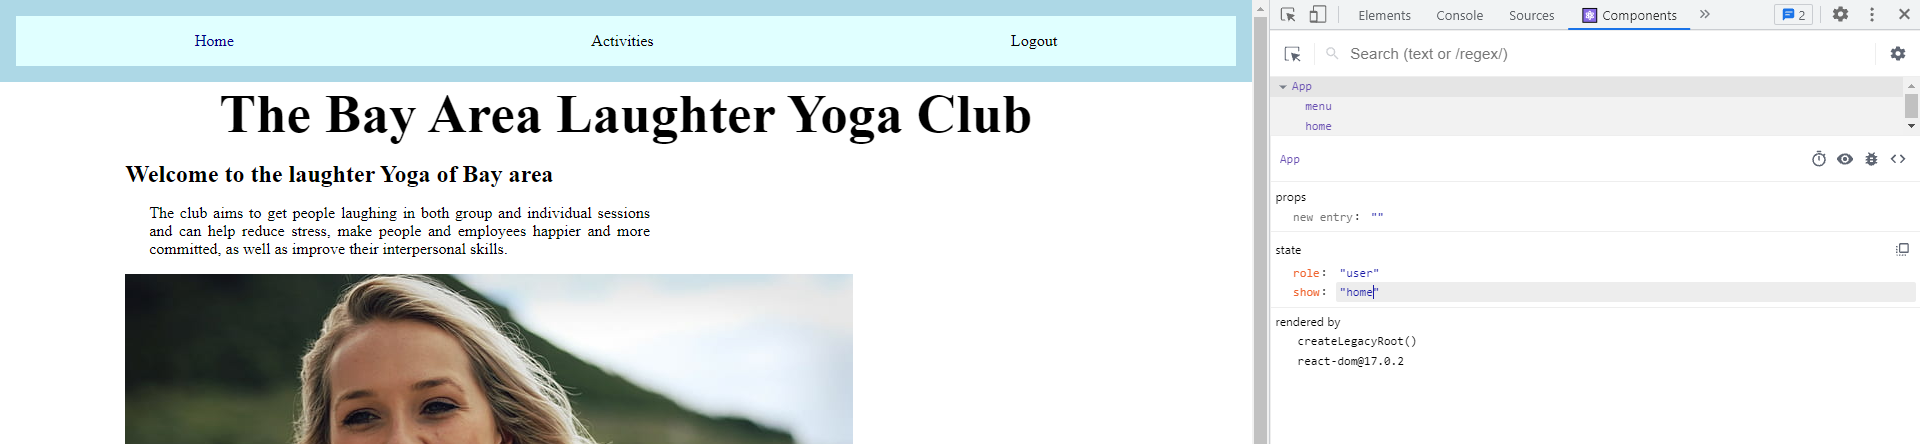 Home Activities Logout
The Bay Area Laughter Yoga Club
Welcome to the laughter Yoga of Bay area
The club aims to get people laughing in both group and individual sessions
and can help reduce stress, make people and employees happier and more
committed, as well as improve their interpersonal skills.
Elements Console Sources Components 2
Search (text or /regex/)
App
menu
home
App
props
new entry: ""
state
role: "user"
show: "home"
rendered by
createLegacyRoot()
react-dom@17.0.2